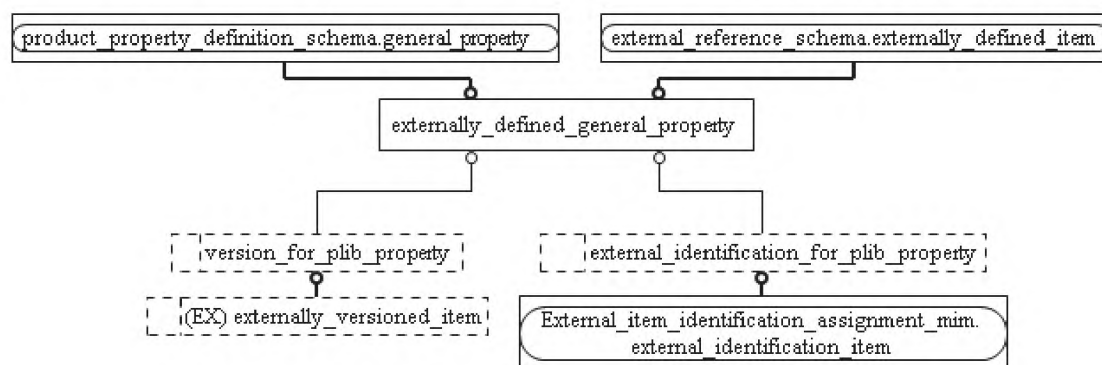 product_property_definition_schema.general_property
external_reference_schema.externally_defined_item
externally_defined_general_property
version_for_plib_property
external_identification_for_plib_property
(EX) externally_versioned_item
External_item_identification_assignment_mim.
external_identification_item